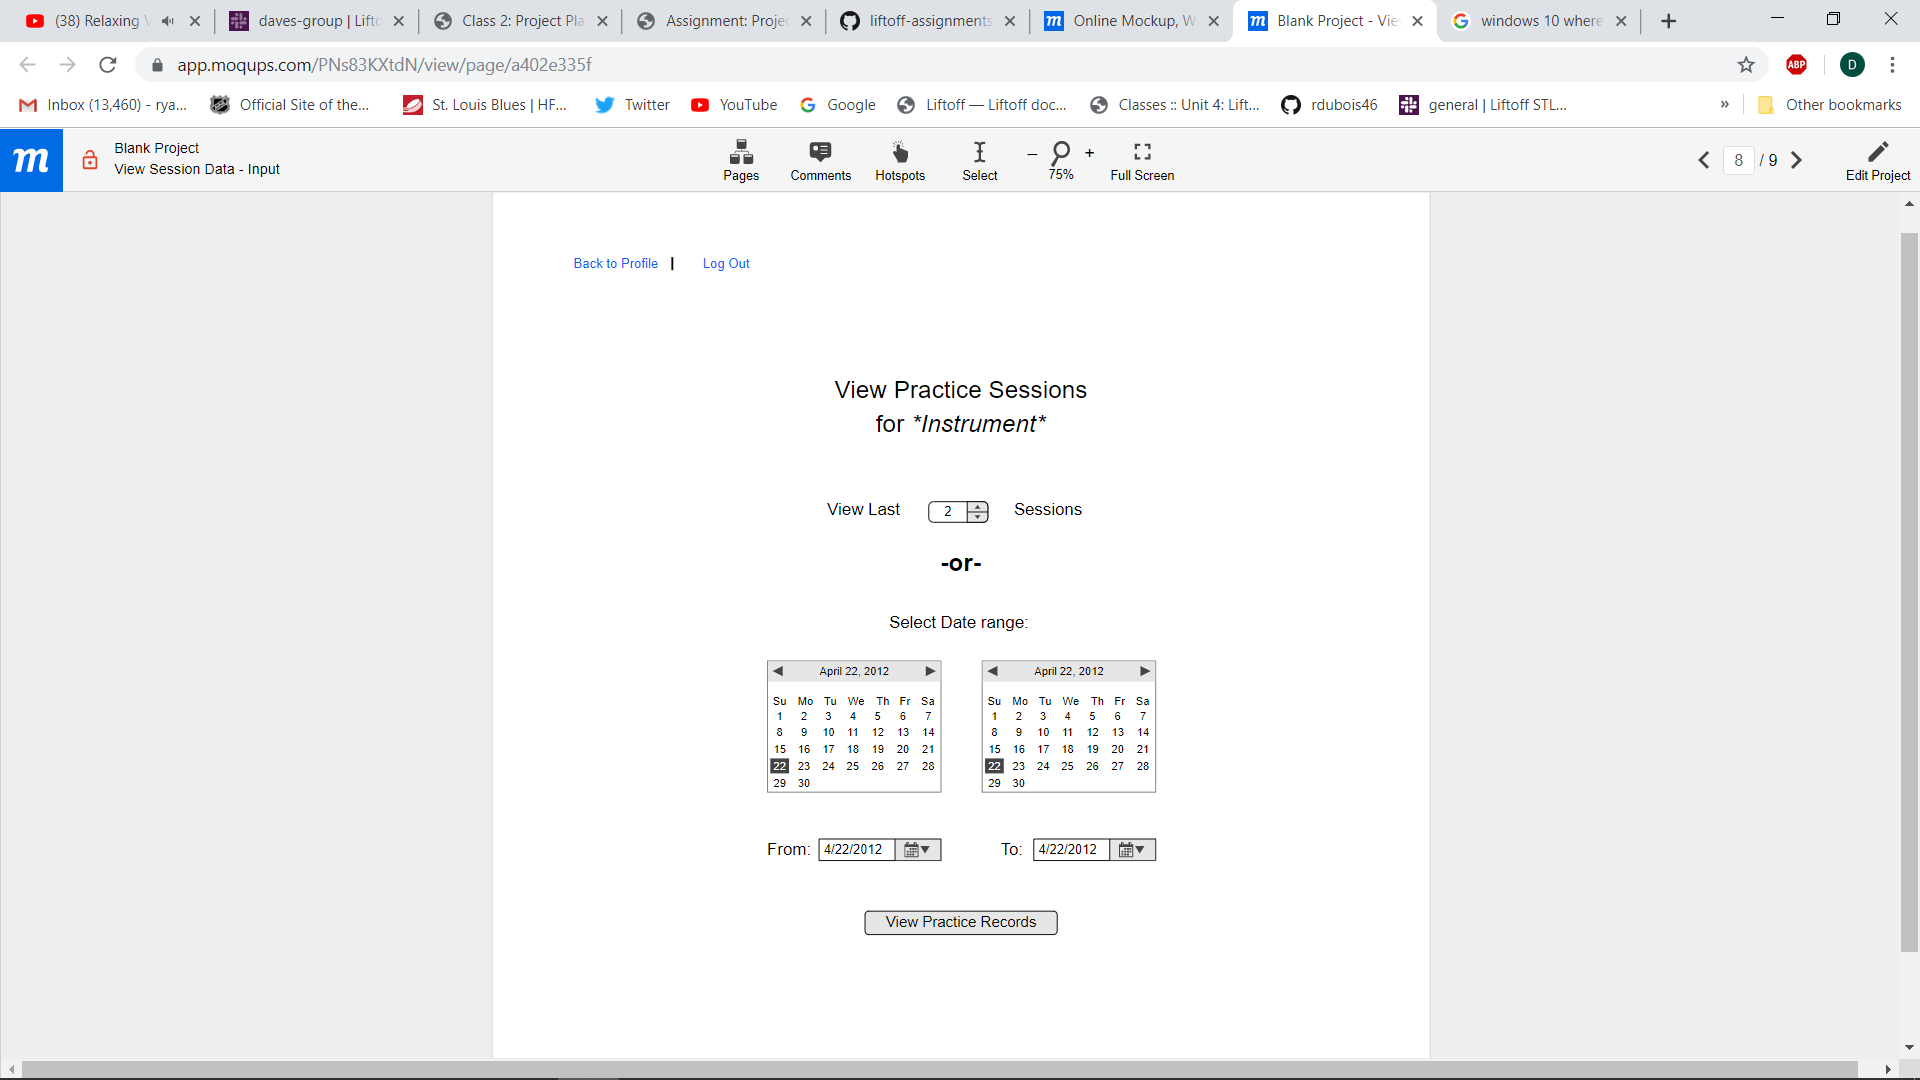 (38) Relaxing
daves-group | Lifto
Class 2: Project Pla
Assignment: Projec
liftoff-assignments
Online Mockup, W
Blank Project - Vie
windows 10 where
app.moqups.com/PNs83KXtdN/view/page/a402e335f
ABP
D
Inbox (13,460) - rya...
Official Site of the...
St. Louis Blues | HF...
Twitter
YouTube
Google
Liftoff — Liftoff doc...
Classes :: Unit 4: Lift...
rdubois46
general | Liftoff STL...
»
Other bookmarks
m
Blank Project
View Session Data - Input
Pages
Comments
Hotspots
Select
– 75% +
Full Screen
8 / 9
Edit Project
Back to Profile | Log Out
View Practice Sessions
for *Instrument*
View Last 2 Sessions
-or-
Select Date range:
April 22, 2012
Su Mo Tu We Th Fr Sa
1 2 3 4 5 6 7
8 9 10 11 12 13 14
15 16 17 18 19 20 21
22 23 24 25 26 27 28
29 30
April 22, 2012
Su Mo Tu We Th Fr Sa
1 2 3 4 5 6 7
8 9 10 11 12 13 14
15 16 17 18 19 20 21
22 23 24 25 26 27 28
29 30
From: 4/22/2012
To: 4/22/2012
View Practice Records